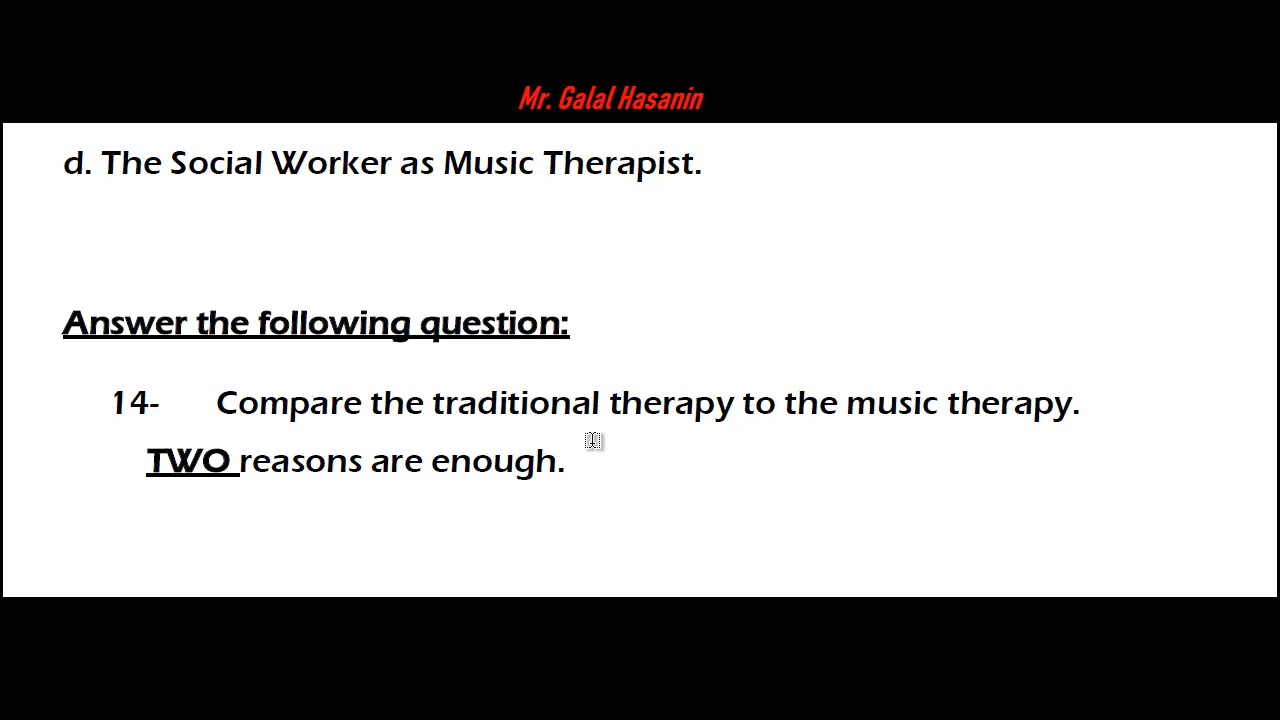 Mr. Galal Hasanin
d. The Social Worker as Music Therapist.
Answer the following question:
14- Compare the traditional therapy to the music therapy.
TWO reasons are enough.